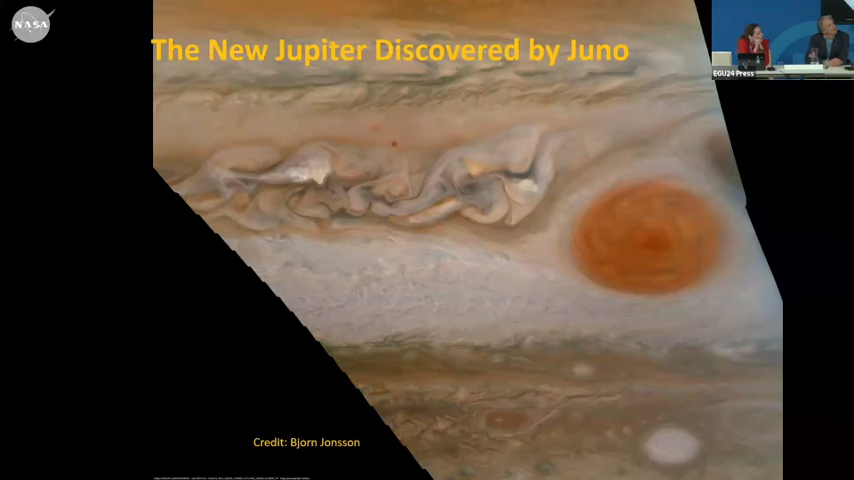 NASA
The New Jupiter Discovered by Juno
EGU24 Press
Credit: Bjorn Jonsson